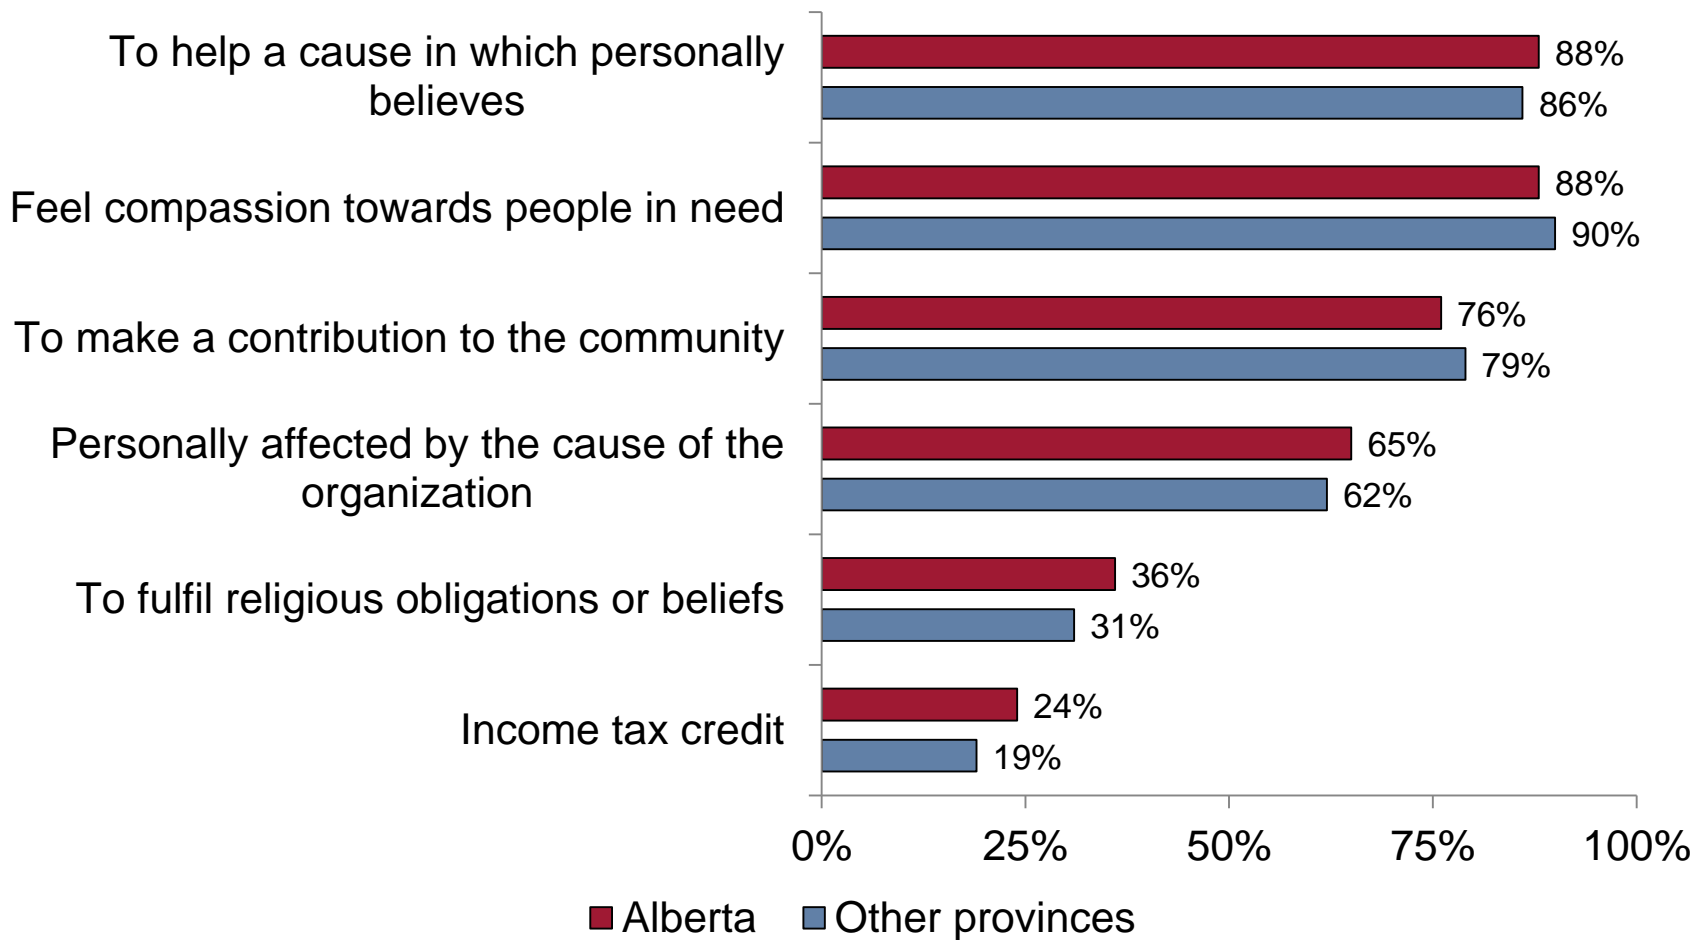 To help a cause in which personally
believes
88%
86%
Feel compassion towards people in need
88%
90%
To make a contribution to the community
76%
79%
Personally affected by the cause of the
organization
65%
62%
To fulfil religious obligations or beliefs
36%
31%
Income tax credit
24%
19%
0% 25% 50% 75% 100%
Alberta Other provinces